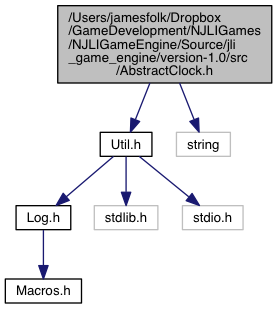 /Users/jamesfolk/Dropbox
/GameDevelopment/NJLIGames
/NJLIGameEngine/Source/jli
_game_engine/version-1.0/src
/AbstractClock.h
Util.h
string
Log.h
stdlib.h
stdio.h
Macros.h